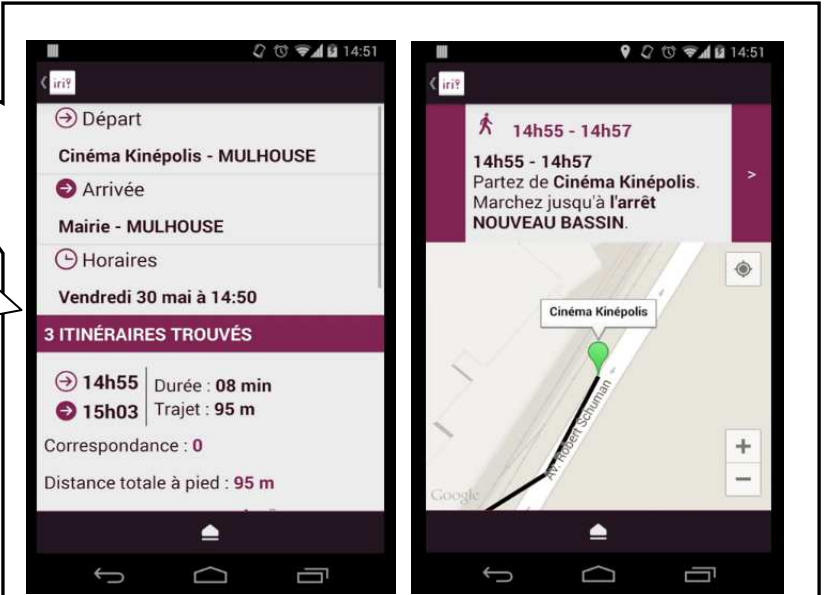 14:51
iri
Départ
Cinéma Kinépolis - MULHOUSE
Arrivée
Mairie - MULHOUSE
Horaires
Vendredi 30 mai à 14:50
3 ITINÉRAIRES TROUVÉS
14h55
15h03
Durée : 08 min
Trajet : 95 m
Correspondance : 0
Distance totale à pied : 95 m
14:51
iri
14h55 - 14h57
14h55 - 14h57
Partez de Cinéma Kinépolis.
Marchez jusqu'à l'arrêt
NOUVEAU BASSIN.
>
Cinéma Kinépolis
Av. Robert Schuman
+
−
Google